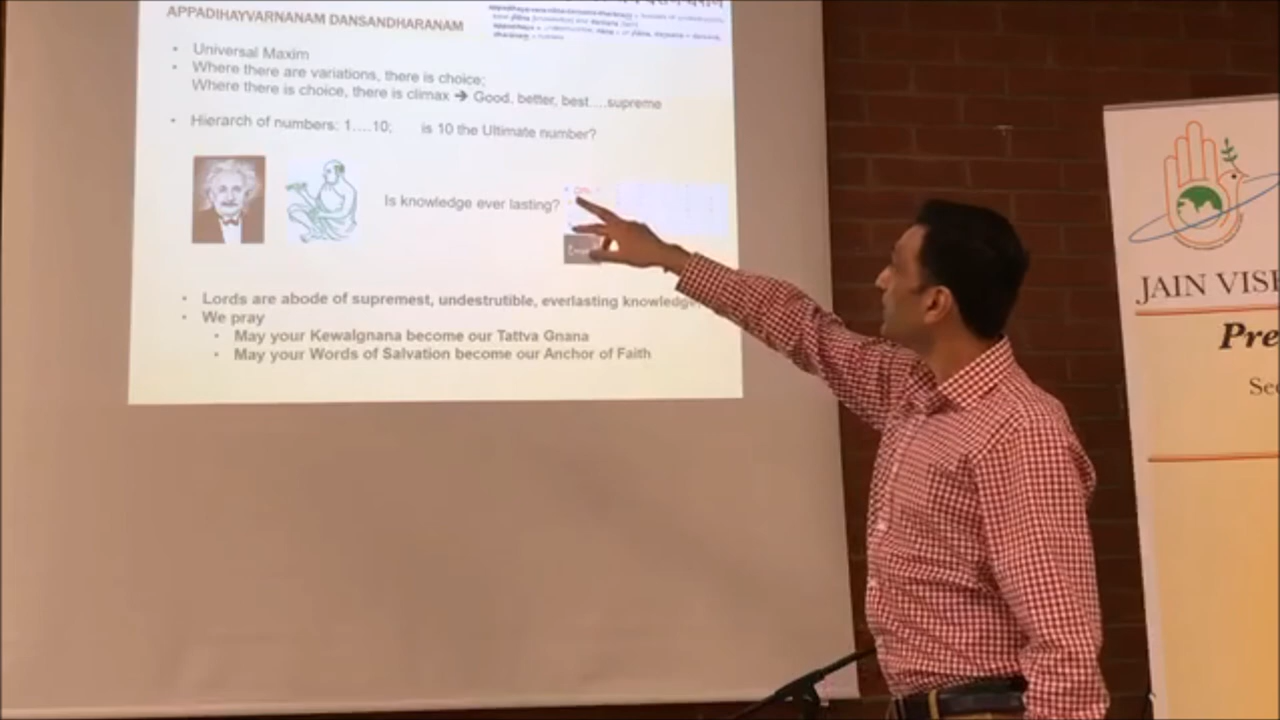 APPADIHAYVARNANAM DANSANDHARANAM
• Universal Maxim
• Where there are variations, there is choice;
Where there is choice, there is climax ➔ Good, better, best....supreme
• Hierarch of numbers: 1....10; is 10 the Ultimate number?
Is knowledge ever lasting?
• Lords are abode of supremest, undestrutible, everlasting knowledge
• We pray
• May your Kewalgnana become our Tattva Gnana
• May your Words of Salvation become our Anchor of Faith
JAIN
Pre